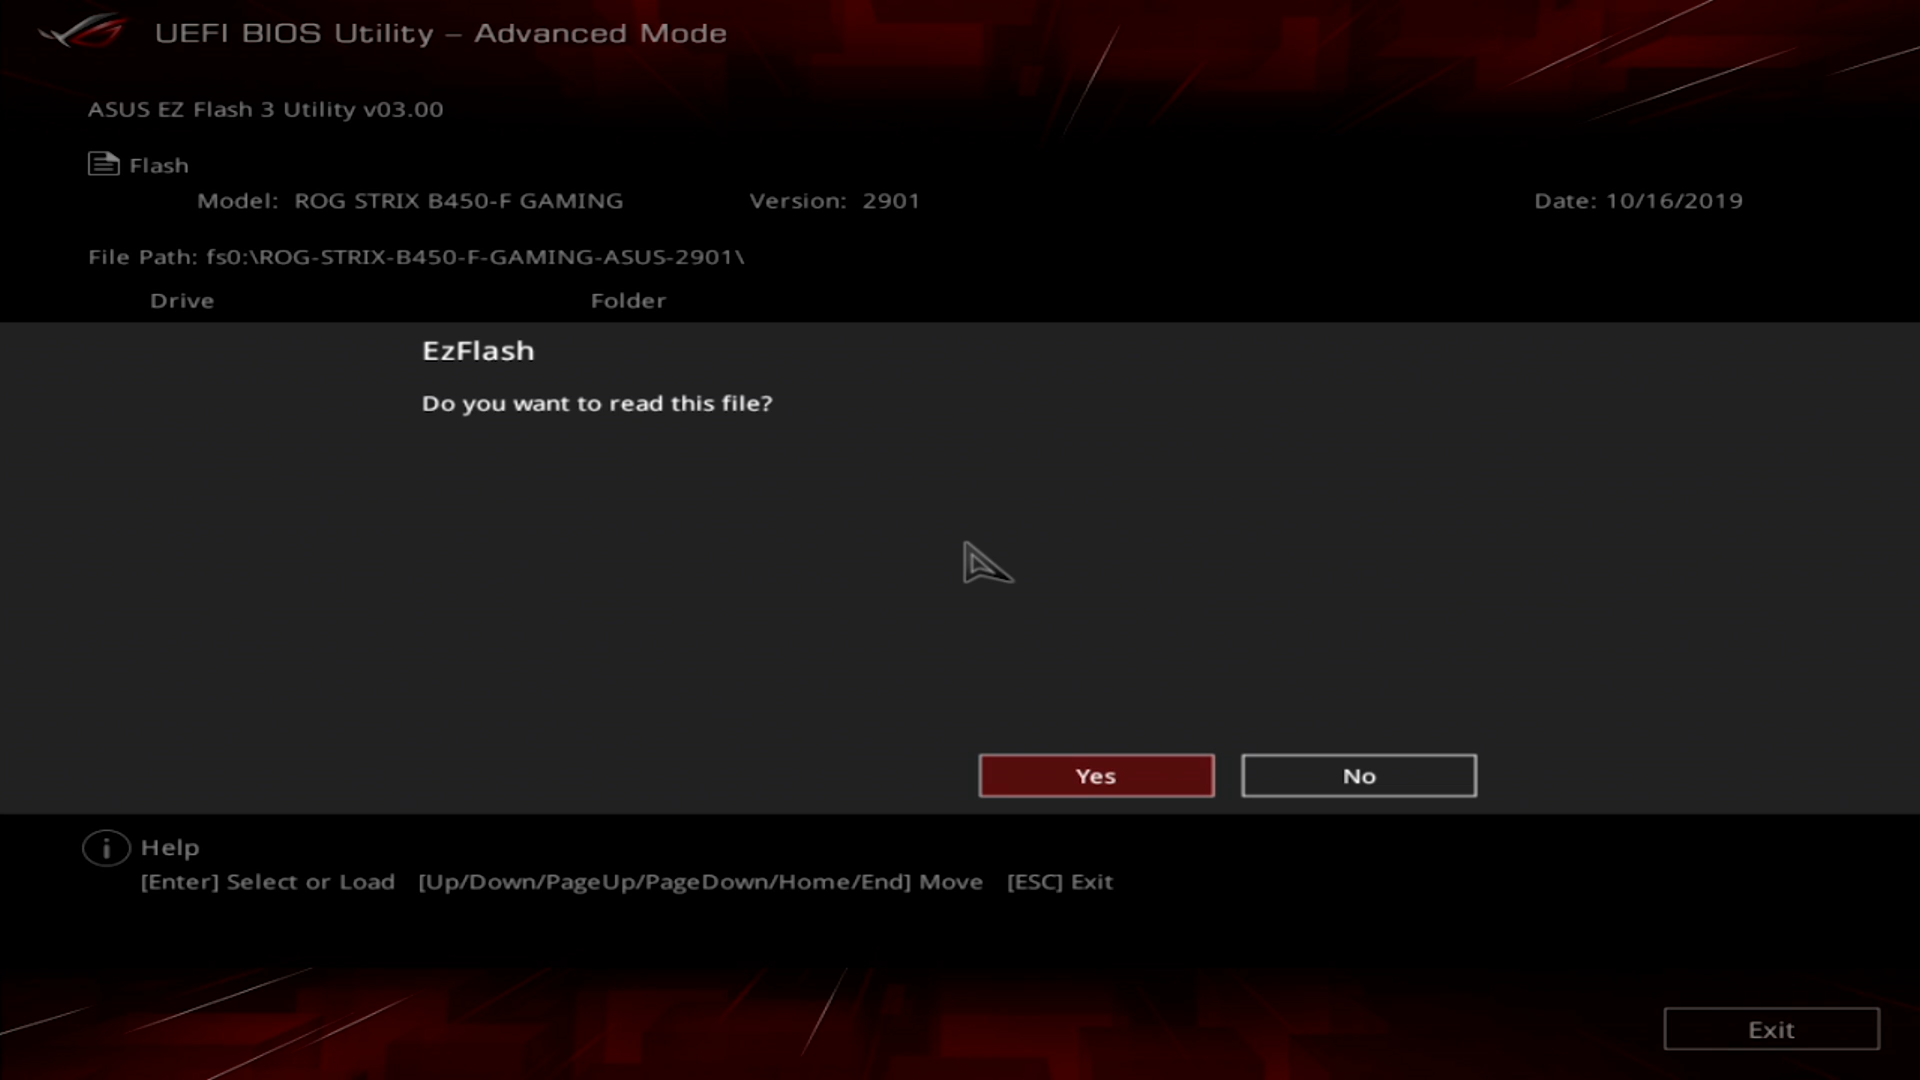 UEFI BIOS Utility – Advanced Mode
ASUS EZ Flash 3 Utility v03.00
Flash
Model: ROG STRIX B450-F GAMING Version: 2901 Date: 10/16/2019
File Path: fs0:\ROG-STRIX-B450-F-GAMING-ASUS-2901\
Drive Folder
EzFlash
Do you want to read this file?
Yes No
Help
[Enter] Select or Load [Up/Down/PageUp/PageDown/Home/End] Move [ESC] Exit
Exit